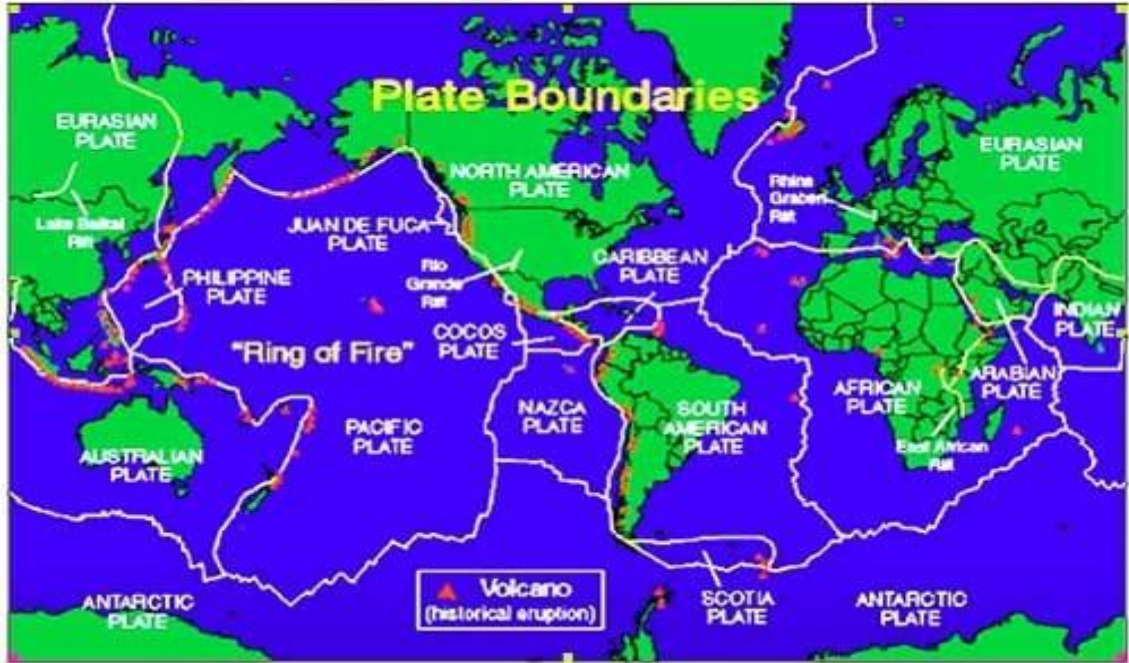 Plate Boundaries
EURASIAN
PLATE
Lake Baikal
Rift
PHILIPPINE
PLATE
JUAN DE FUCA
PLATE
NORTH AMERICAN
PLATE
Rio
Grande
Rift
CARIBBEAN
PLATE
Rhine
Graben
Rift
EURASIAN
PLATE
INDIAN
PLATE
"Ring of Fire"
COCOS
PLATE
ARABIAN
PLATE
AFRICAN
PLATE
East African
Rift
AUSTRALIAN
PLATE
PACIFIC
PLATE
NAZCA
PLATE
SOUTH
AMERICAN
PLATE
ANTARCTIC
PLATE
Volcano
(historical eruption)
SCOTIA
PLATE
ANTARCTIC
PLATE